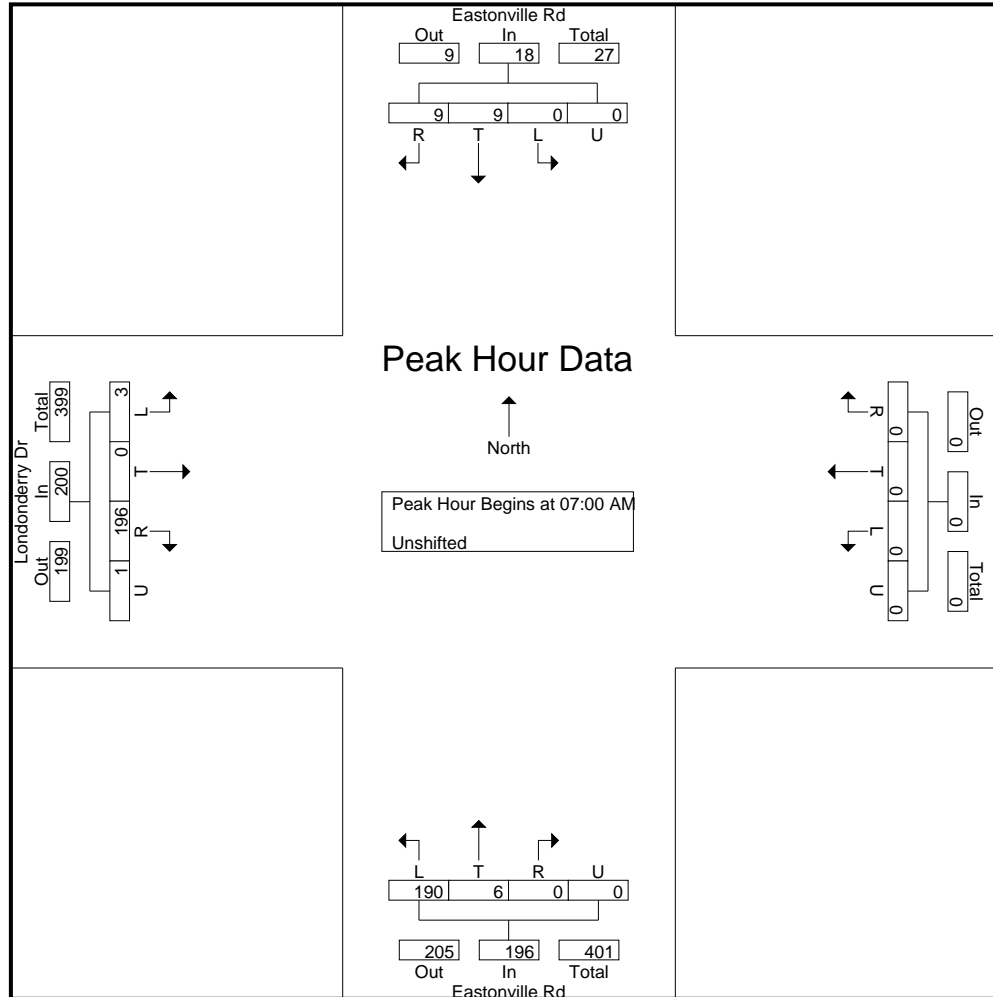 Eastonville Rd
Out In Total
9 18 27
9 9 0 0
R T L U
Peak Hour Data
North
Peak Hour Begins at 07:00 AM
Unshifted
Londonderry Dr
Total In Out
399 200 199
3 0 196 1
L T R U
R T L U
0 0 0 0
Out In Total
0 0 0
L T R U
190 6 0 0
205 196 401
Out In Total
Eastonville Rd